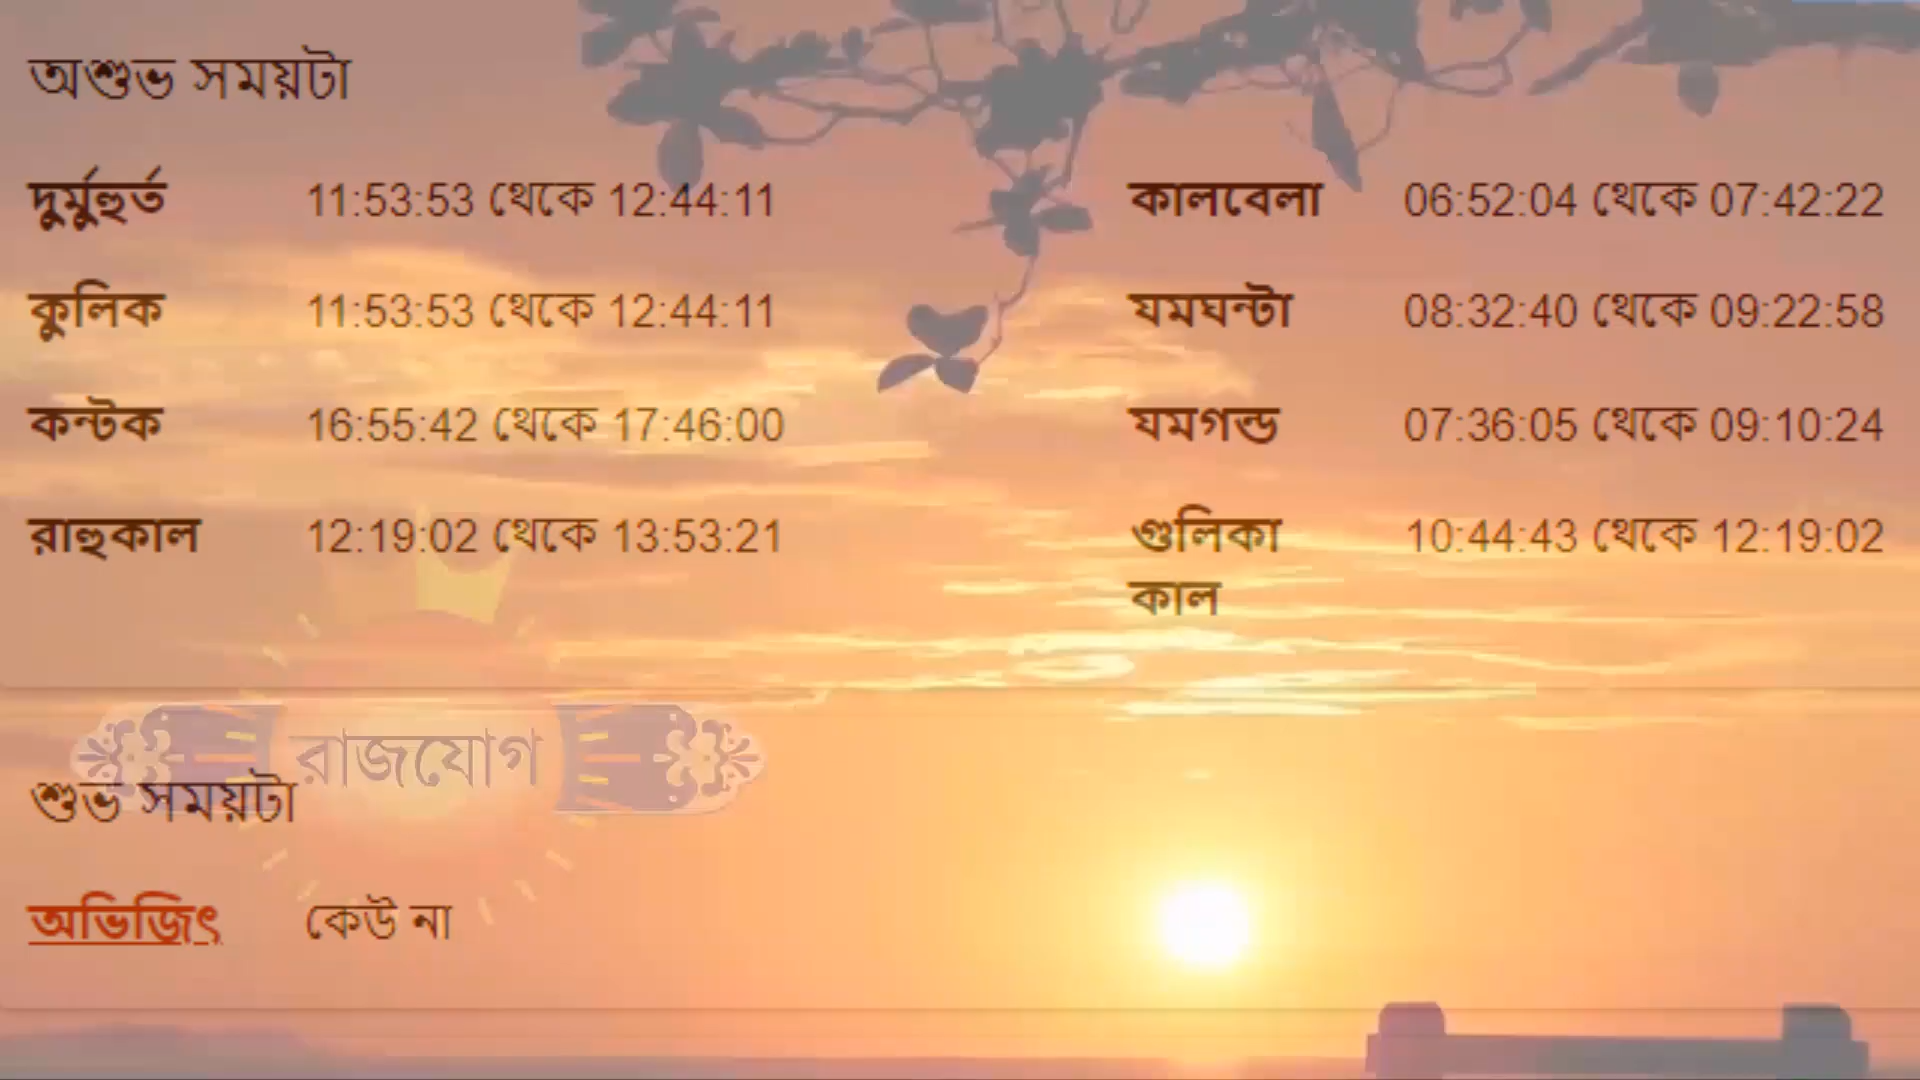 অশুভ সময়টা
দুর্মুহুর্ত 11:53:53 থেকে 12:44:11 কালবেলা 06:52:04 থেকে 07:42:22
কুলিক 11:53:53 থেকে 12:44:11 যমঘন্টা 08:32:40 থেকে 09:22:58
কন্টক 16:55:42 থেকে 17:46:00 যমগন্ড 07:36:05 থেকে 09:10:24
রাহুকাল 12:19:02 থেকে 13:53:21 গুলিকা 10:44:43 থেকে 12:19:02
কাল
রাজযোগ
শুভ সময়টা
অভিজিৎ কেউ না